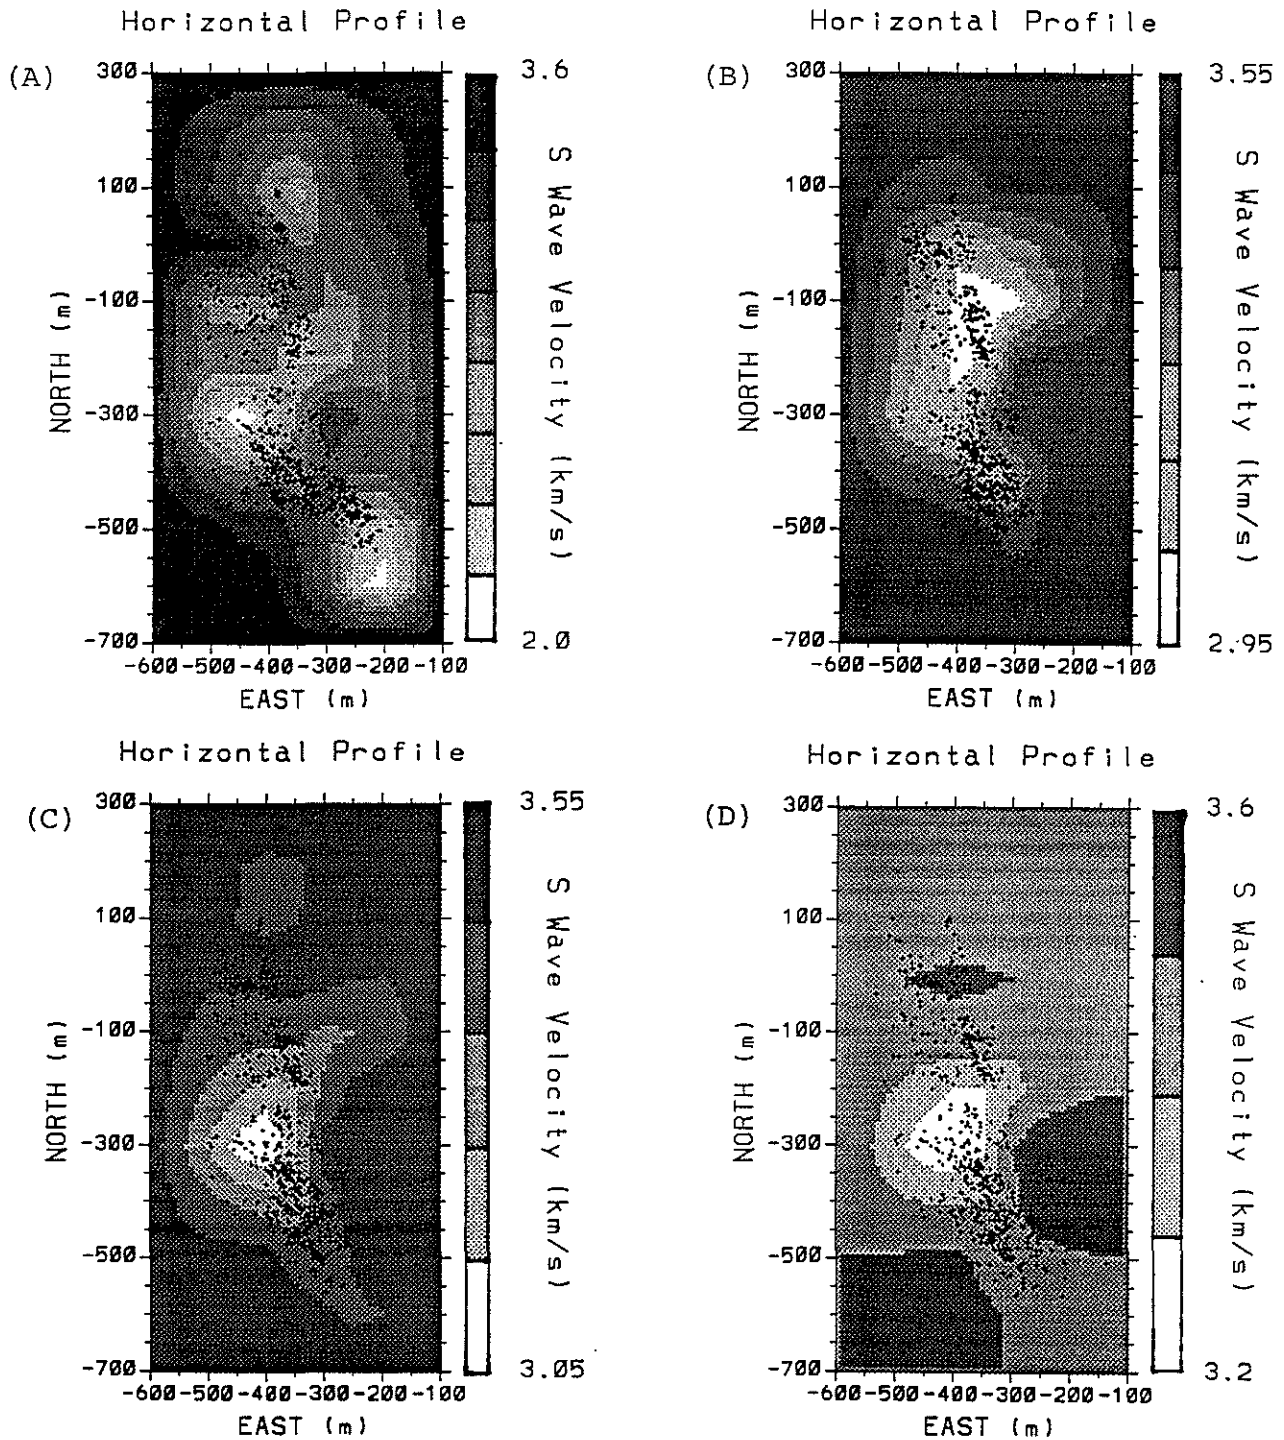 Horizontal Profile
(A)
3.6
300
100
-100
-300
-500
-700
NORTH (m)
S Wave Velocity (km/s)
2.0
-600 -500 -400 -300 -200 -100
EAST (m)
Horizontal Profile
(B)
3.55
300
100
-100
-300
-500
-700
NORTH (m)
S Wave Velocity (km/s)
2.95
-600 -500 -400 -300 -200 -100
EAST (m)
Horizontal Profile
(C)
3.55
300
100
-100
-300
-500
-700
NORTH (m)
S Wave Velocity (km/s)
3.05
-600 -500 -400 -300 -200 -100
EAST (m)
Horizontal Profile
(D)
3.6
300
100
-100
-300
-500
-700
NORTH (m)
S Wave Velocity (km/s)
3.2
-600 -500 -400 -300 -200 -100
EAST (m)